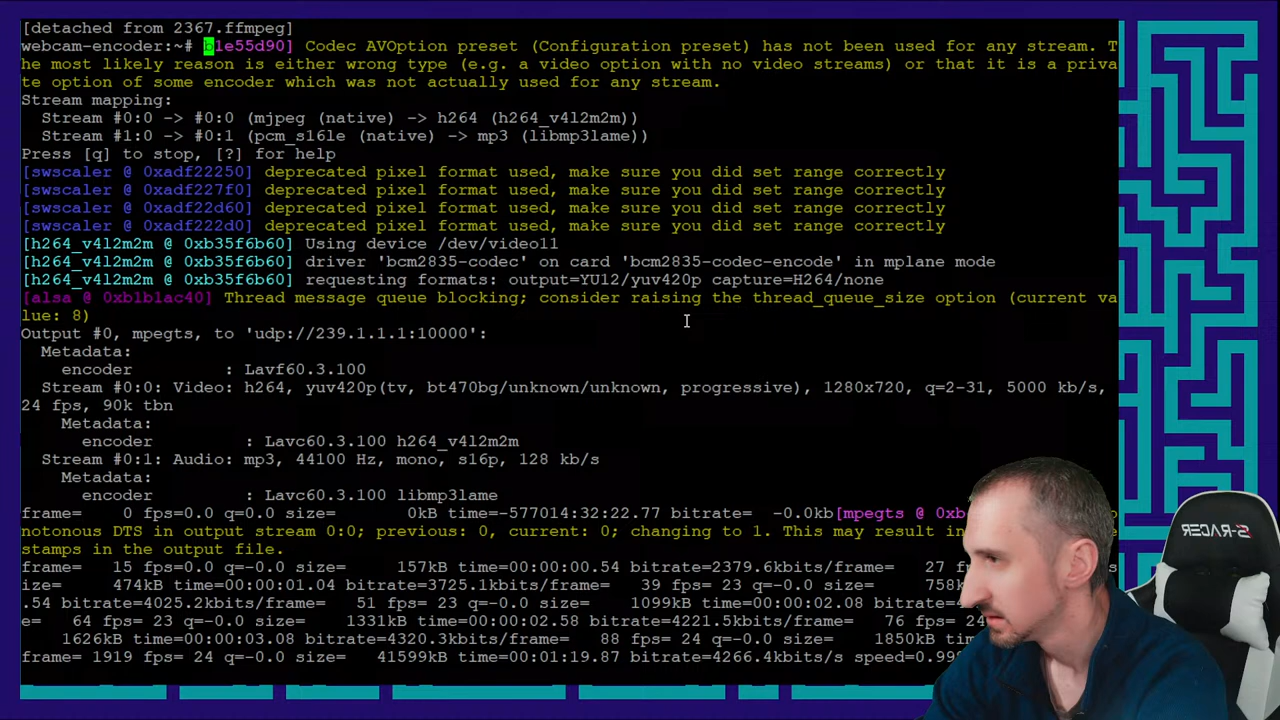 [detached from 2367.ffmpeg]
webcam-encoder:~# b1e55d90] Codec AVOption preset (Configuration preset) has not been used for any stream. T
he most likely reason is either wrong type (e.g. a video option with no video streams) or that it is a priva
te option of some encoder which was not actually used for any stream.
Stream mapping:
Stream #0:0 -> #0:0 (mjpeg (native) -> h264 (h264_v4l2m2m))
Stream #1:0 -> #0:1 (pcm_s16le (native) -> mp3 (libmp3lame))
Press [q] to stop, [?] for help
[swscaler @ 0xadf22250] deprecated pixel format used, make sure you did set range correctly
[swscaler @ 0xadf227f0] deprecated pixel format used, make sure you did set range correctly
[swscaler @ 0xadf22d60] deprecated pixel format used, make sure you did set range correctly
[swscaler @ 0xadf222d0] deprecated pixel format used, make sure you did set range correctly
[h264_v4l2m2m @ 0xb35f6b60] Using device /dev/video11
[h264_v4l2m2m @ 0xb35f6b60] driver 'bcm2835-codec' on card 'bcm2835-codec-encode' in mplane mode
[h264_v4l2m2m @ 0xb35f6b60] requesting formats: output=YU12/yuv420p capture=H264/none
[alsa @ 0xb1b1ac40] Thread message queue blocking; consider raising the thread_queue_size option (current va
lue: 8)
Output #0, mpegts, to 'udp://239.1.1.1:10000':
Metadata:
encoder : Lavf60.3.100
Stream #0:0: Video: h264, yuv420p(tv, bt470bg/unknown/unknown, progressive), 1280x720, q=2-31, 5000 kb/s,
24 fps, 90k tbn
Metadata:
encoder : Lavc60.3.100 h264_v4l2m2m
Stream #0:1: Audio: mp3, 44100 Hz, mono, s16p, 128 kb/s
Metadata:
encoder : Lavc60.3.100 libmp3lame
frame= 0 fps=0.0 q=0.0 size= 0kB time=-577014:32:22.77 bitrate= -0.0kb[mpegts @ 0xb
notonous DTS in output stream 0:0; previous: 0, current: 0; changing to 1. This may result in
stamps in the output file.
frame= 15 fps=0.0 q=-0.0 size= 157kB time=00:00:00.54 bitrate=2379.6kbits/frame= 27 fp
ize= 474kB time=00:00:01.04 bitrate=3725.1kbits/frame= 39 fps= 23 q=-0.0 size= 758k
.54 bitrate=4025.2kbits/frame= 51 fps= 23 q=-0.0 size= 1099kB time=00:00:02.08 bitrate=4
e= 64 fps= 23 q=-0.0 size= 1331kB time=00:00:02.58 bitrate=4221.5kbits/frame= 76 fps= 24
1626kB time=00:00:03.08 bitrate=4320.3kbits/frame= 88 fps= 24 q=-0.0 size= 1850kB time=
frame= 1919 fps= 24 q=-0.0 size= 41599kB time=00:01:19.87 bitrate=4266.4kbits/s speed=0.99
S-RACER